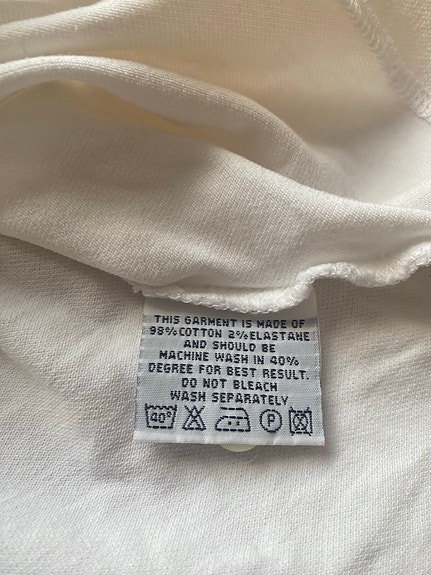 THIS GARMENT IS MADE OF
98%COTTON 2%ELASTANE
AND SHOULD BE
MACHINE WASH IN 40%
DEGREE FOR BEST RESULT.
DO NOT BLEACH
WASH SEPARATELY
40° P